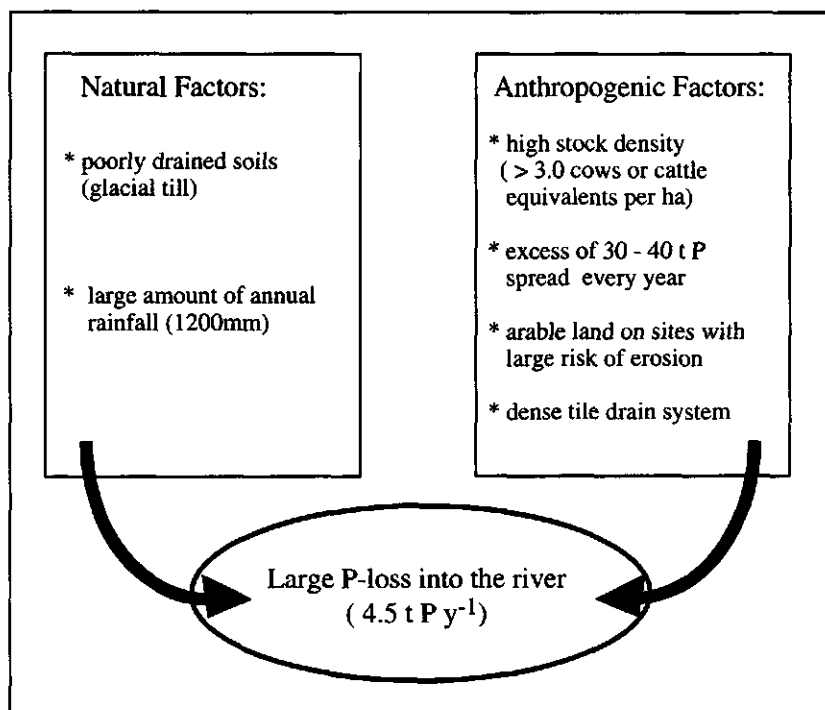 Natural Factors:
* poorly drained soils
(glacial till)
* large amount of annual
rainfall (1200mm)
Anthropogenic Factors:
* high stock density
( > 3.0 cows or cattle
equivalents per ha)
* excess of 30 - 40 t P
spread every year
* arable land on sites with
large risk of erosion
* dense tile drain system
Large P-loss into the river
( 4.5 t P y⁻¹)